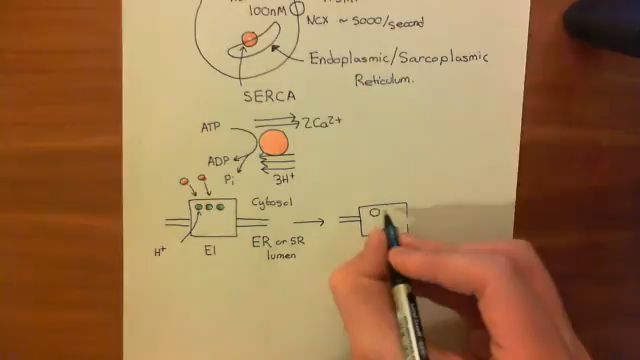 100nM
NCX ~ 5000/second
Endoplasmic/Sarcoplasmic
Reticulum.
SERCA
ATP
2Ca2+
ADP
Pi
3H+
Cytosol
H+
E1
ER or SR
lumen